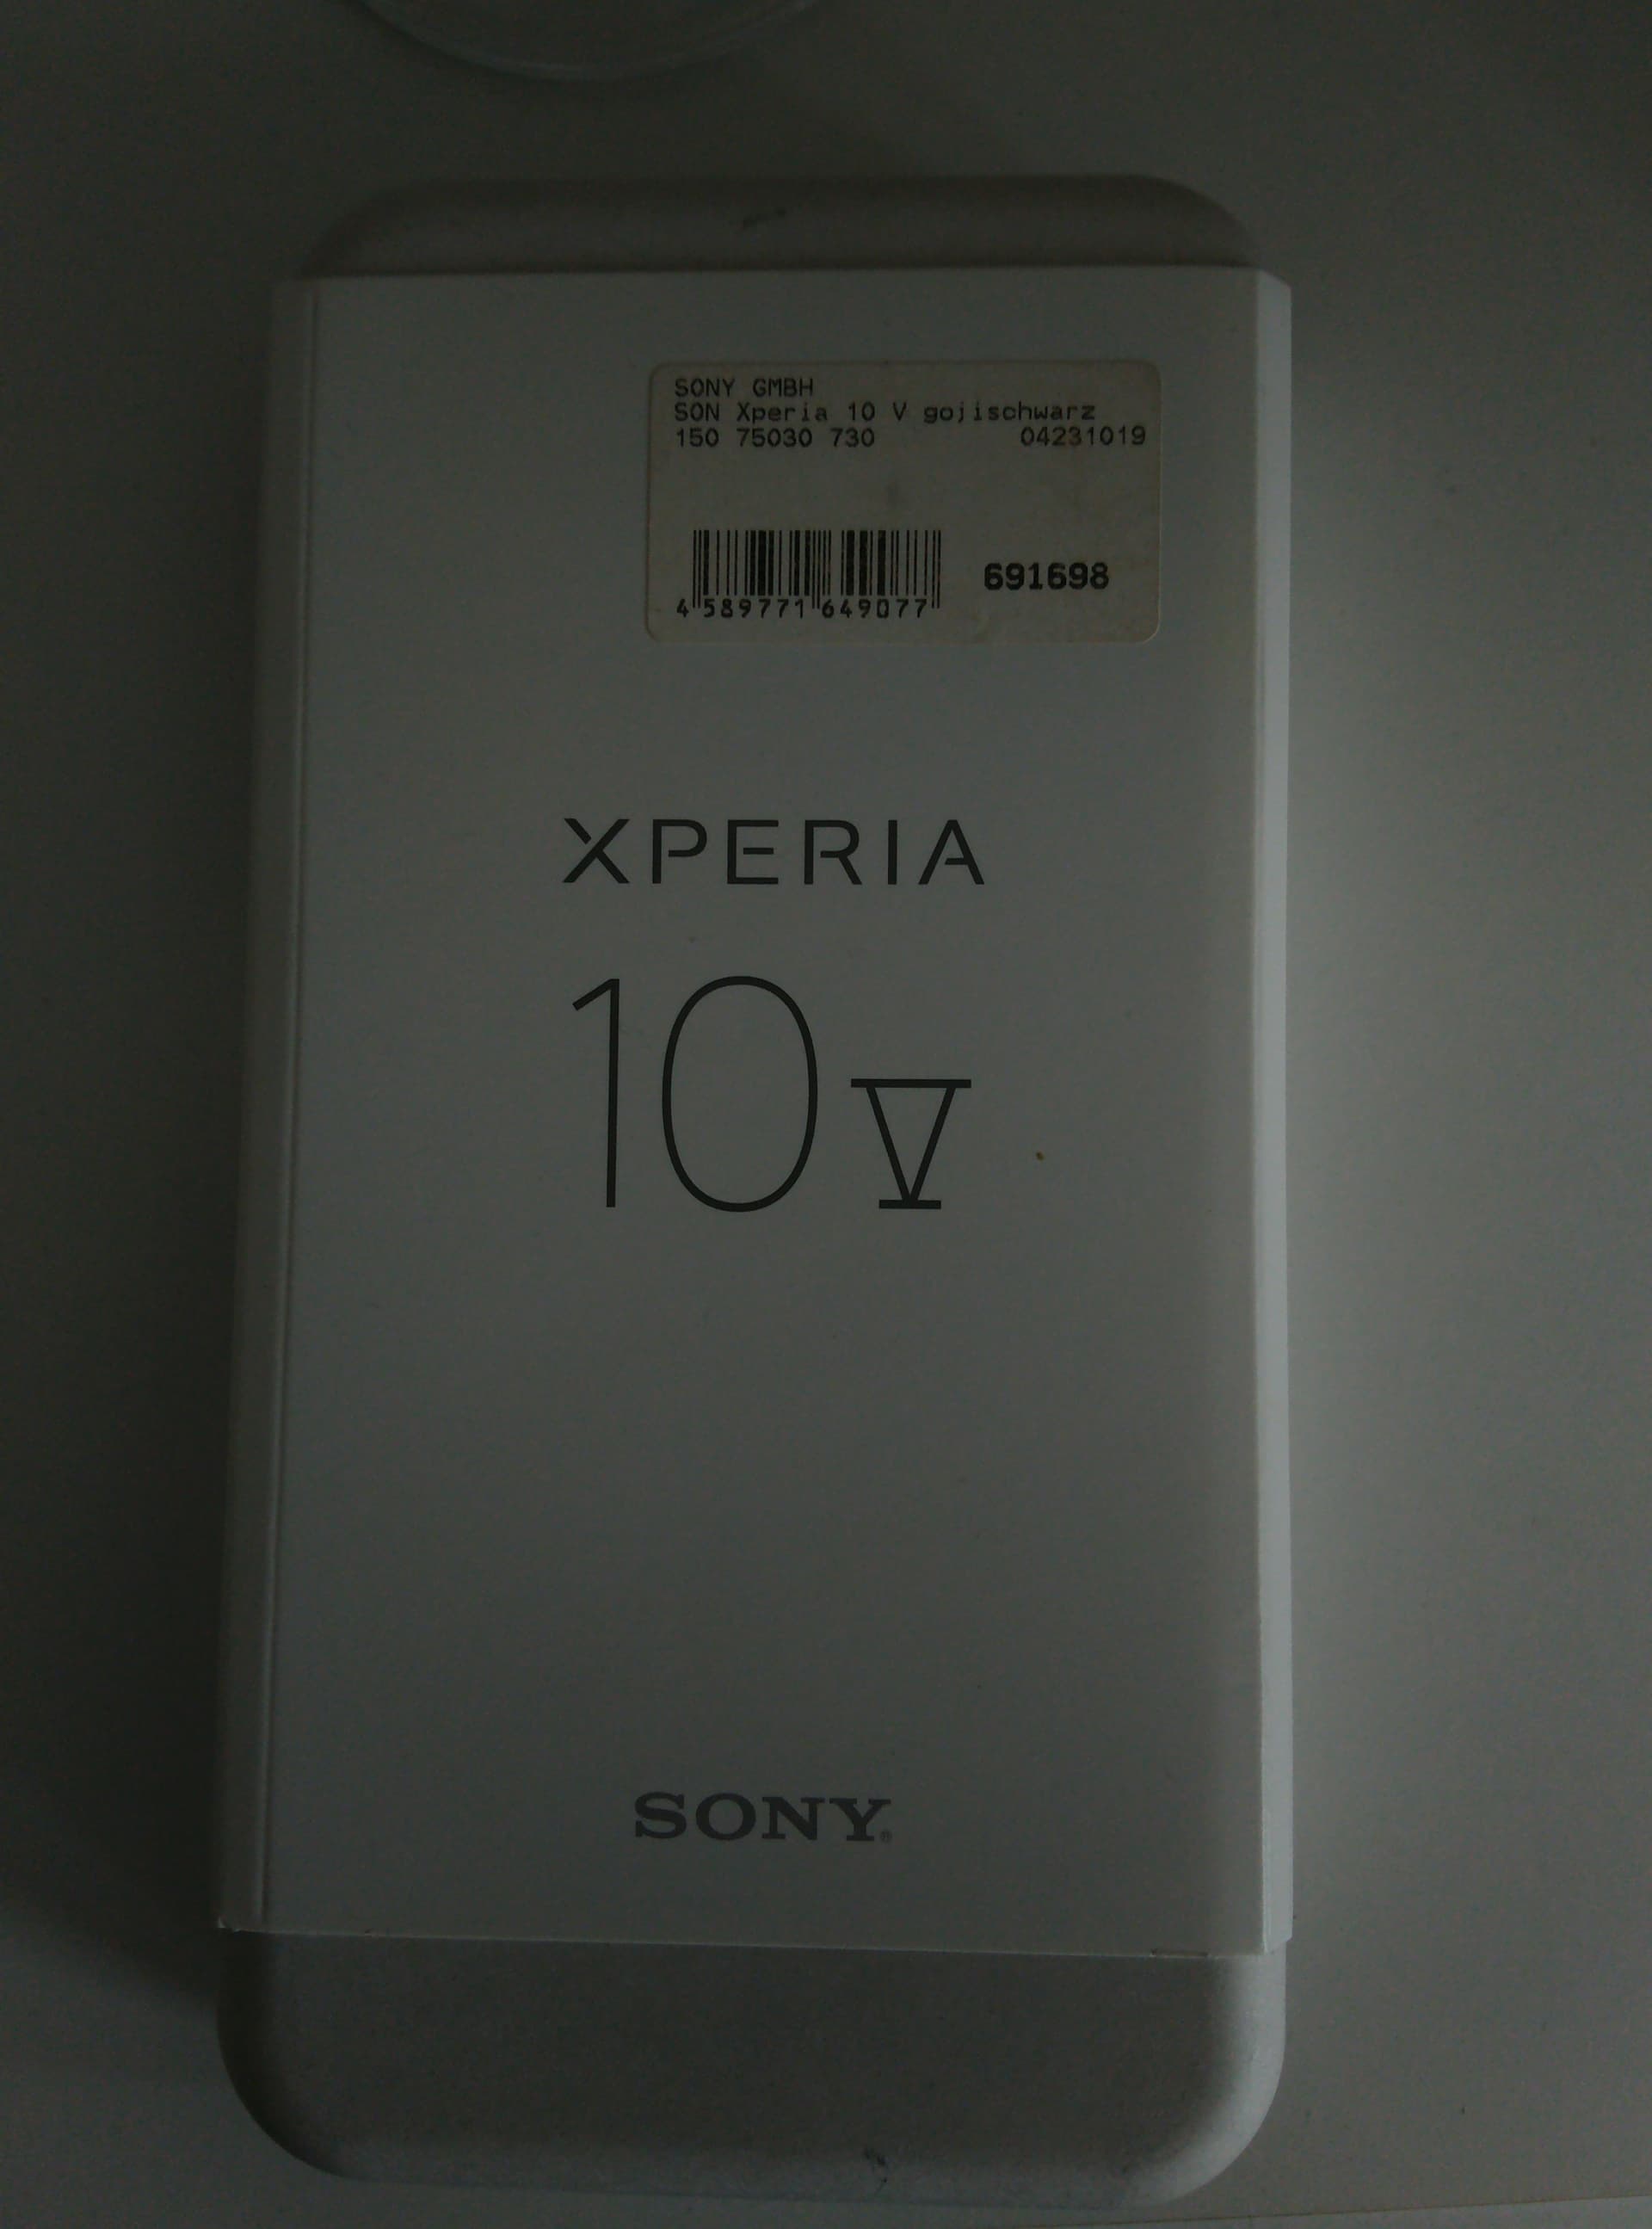 SONY GMBH
SON Xperia 10 V gojischwarz
150 75030 730 04231019
4 589771 649077
691698
XPERIA
10 V
SONY